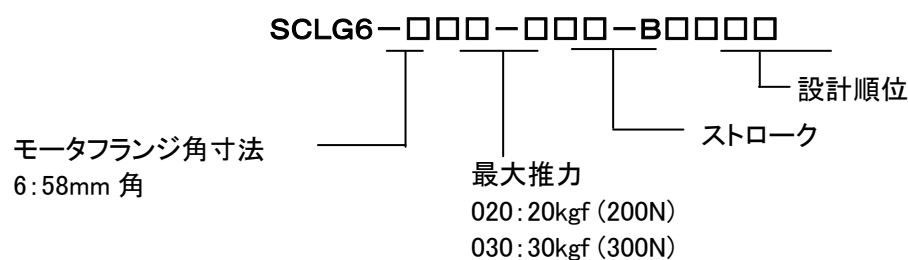 SCLG6-□□□-□□□-B□□□□
設計順位
ストローク
モータフランジ角寸法
6:58mm 角
最大推力
020:20kgf (200N)
030:30kgf (300N)